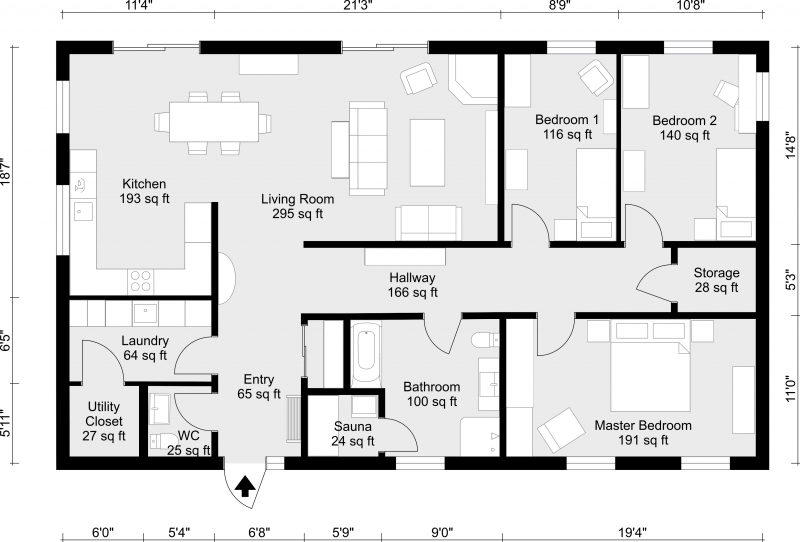 11'4"
21'3"
8'9"
10'8"
18'7"
14'8"
Bedroom 1
116 sq ft
Bedroom 2
140 sq ft
Kitchen
193 sq ft
Living Room
295 sq ft
Hallway
166 sq ft
Storage
28 sq ft
5'3"
6'5"
Laundry
64 sq ft
Entry
65 sq ft
Bathroom
100 sq ft
11'0"
5'11"
Utility
Closet
27 sq ft
WC
25 sq ft
Sauna
24 sq ft
Master Bedroom
191 sq ft
6'0"
5'4"
6'8"
5'9"
9'0"
19'4"